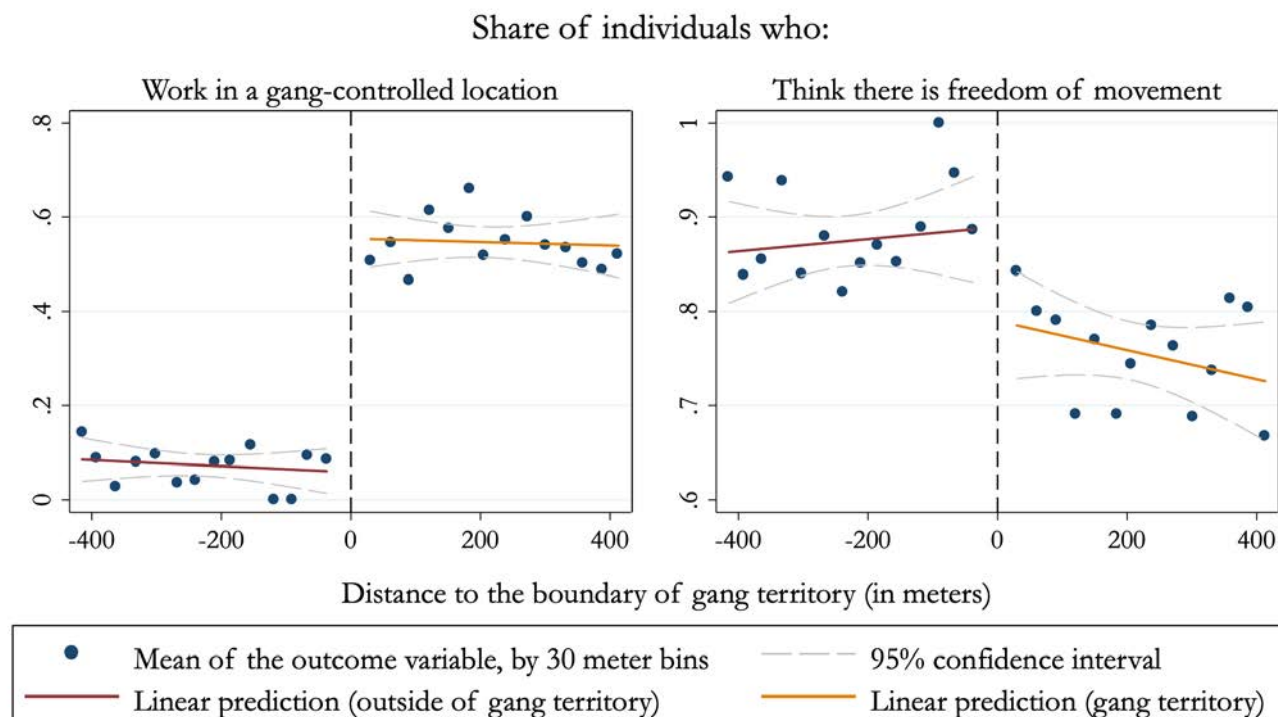 Share of individuals who:
Work in a gang-controlled location
Think there is freedom of movement
.8
.6
.4
.2
0
-400 -200 0 200 400
1
.9
.8
.7
.6
-400 -200 0 200 400
Distance to the boundary of gang territory (in meters)
Mean of the outcome variable, by 30 meter bins
95% confidence interval
Linear prediction (outside of gang territory)
Linear prediction (gang territory)